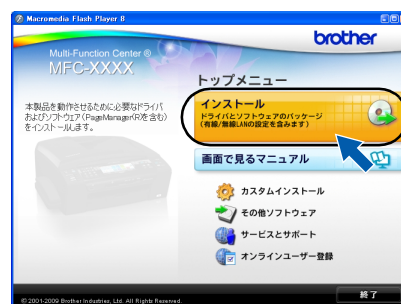 Macromedia Flash Player 8
brother
Multi-Function Center ®
MFC-XXXX
トップメニュー
本製品を動作させるために必要なドライバ
およびソフトウェア(PageManager(R)を含む)
をインストールします。
インストール
ドライバとソフトウェアのパッケージ
(有線/無線LANの設定を含みます)
画面で見るマニュアル
カスタムインストール
その他ソフトウェア
サービスとサポート
オンラインユーザー登録
© 2001-2009 Brother Industries, Ltd. All Rights Reserved.
終了